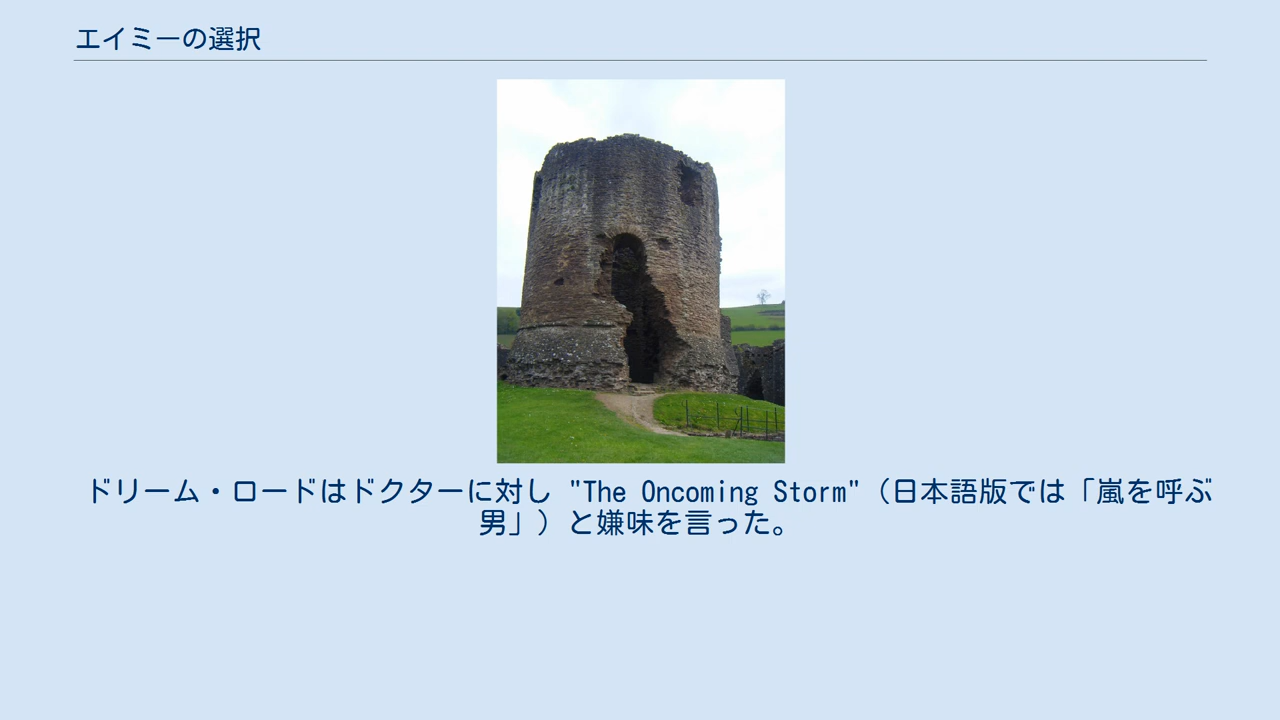 エイミーの選択
ドリーム・ロードはドクターに対し "The Oncoming Storm"（日本語版では「嵐を呼ぶ
男」）と嫌味を言った。